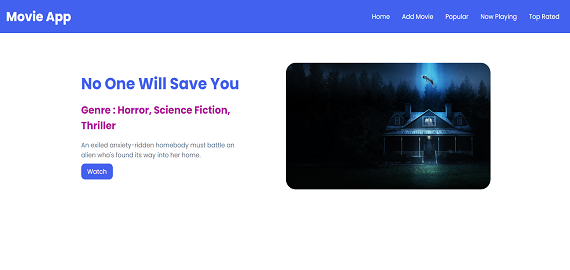 Movie App
Home Add Movie Popular Now Playing Top Rated
No One Will Save You
Genre : Horror, Science Fiction,
Thriller
An exiled anxiety-ridden homebody must battle an
alien who's found its way into her home.
Watch